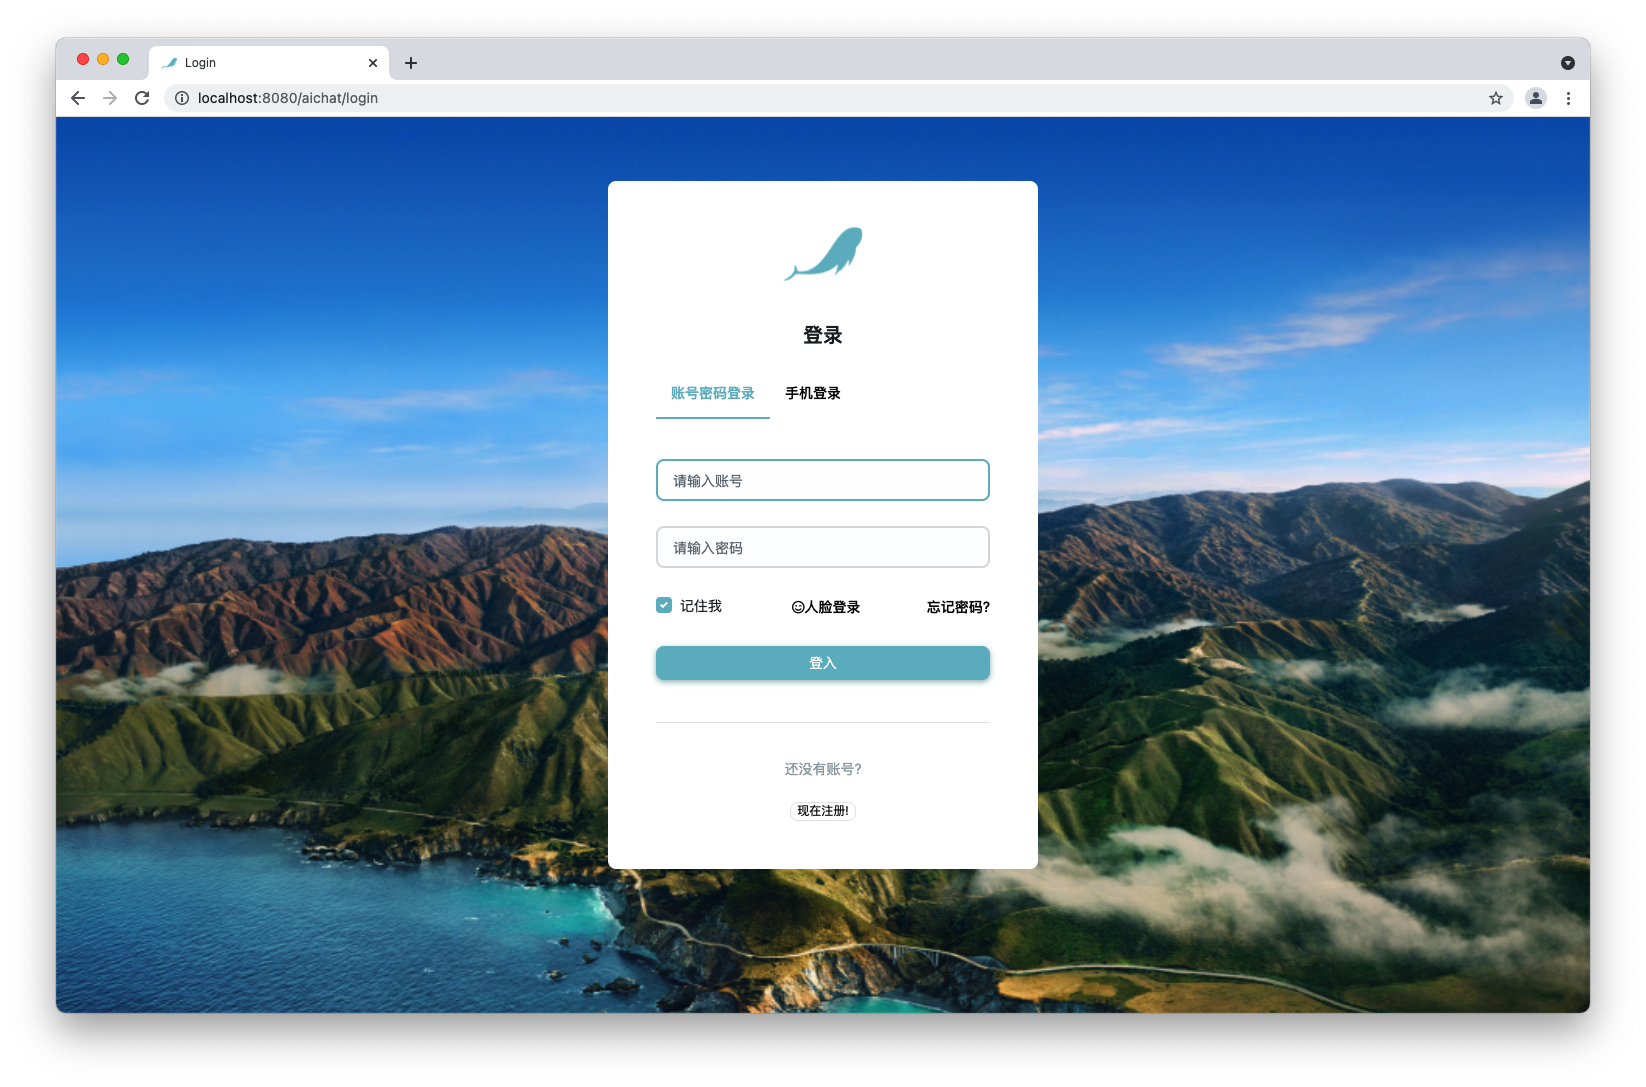 Login
localhost:8080/aichat/login
登录
账号密码登录 手机登录
请输入账号
请输入密码
记住我 人脸登录 忘记密码?
登入
还没有账号?
现在注册!